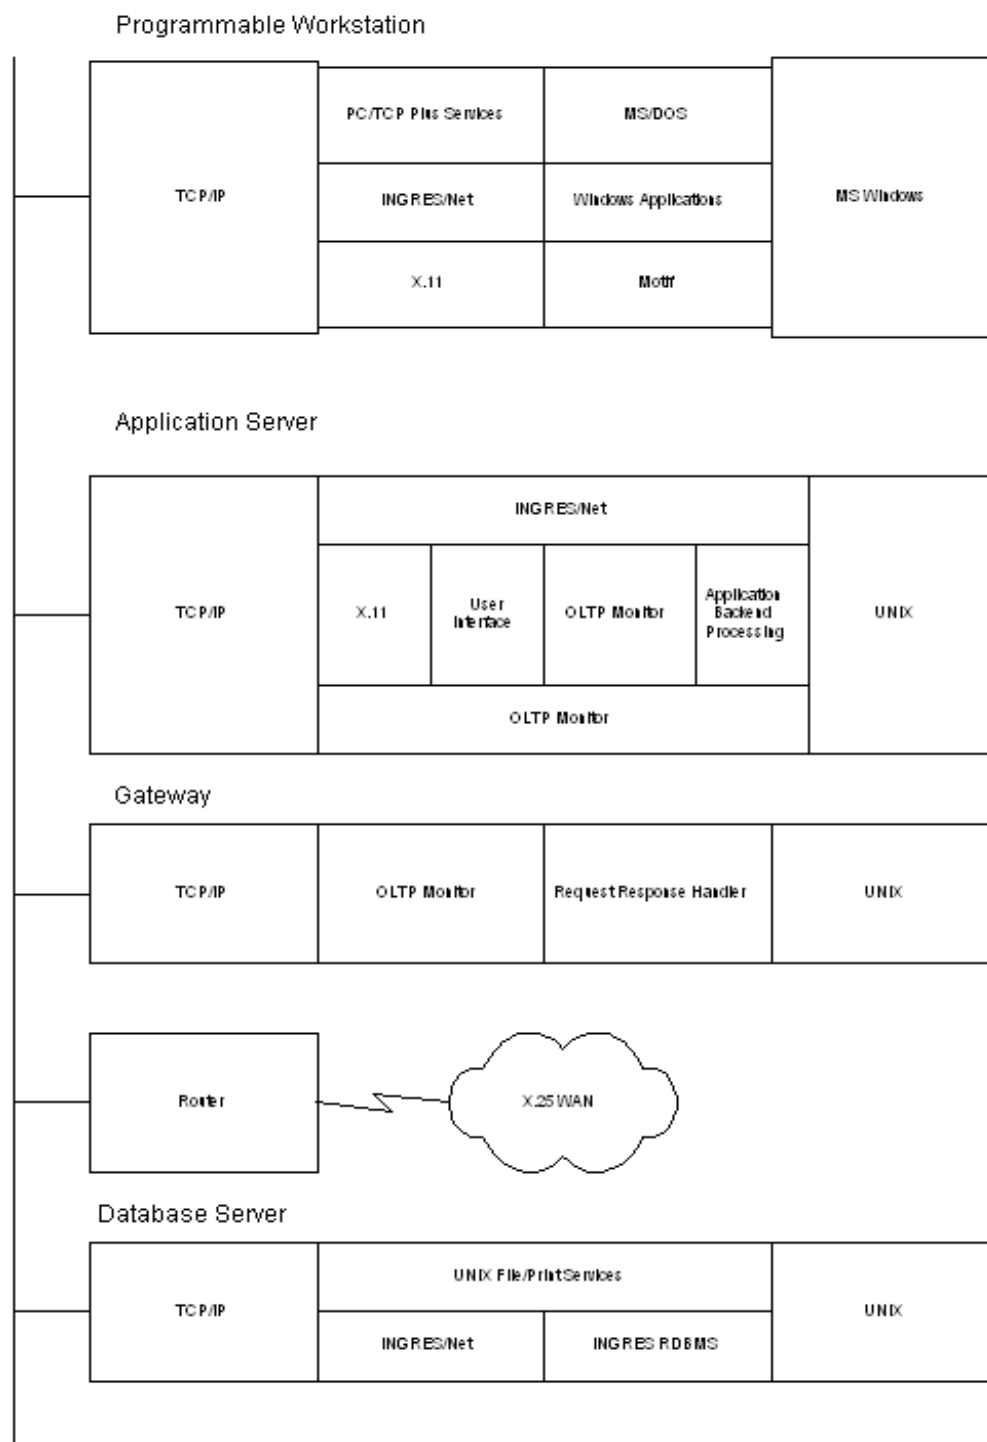 Programmable Workstation
PC/TCP Plus Services
MS/DOS
TCP/IP
INGRES/Net
Windows Applications
MS Windows
X.11
Motif
Application Server
INGRES/Net
TCP/IP
X.11
User
Interface
OLTP Monitor
Application
Backend
Processing
UNIX
OLTP Monitor
Gateway
TCP/IP
OLTP Monitor
Request Response Handler
UNIX
Router
X.25 WAN
Database Server
UNIX File/Print Services
TCP/IP
UNIX
INGRES/Net
INGRES RDBMS